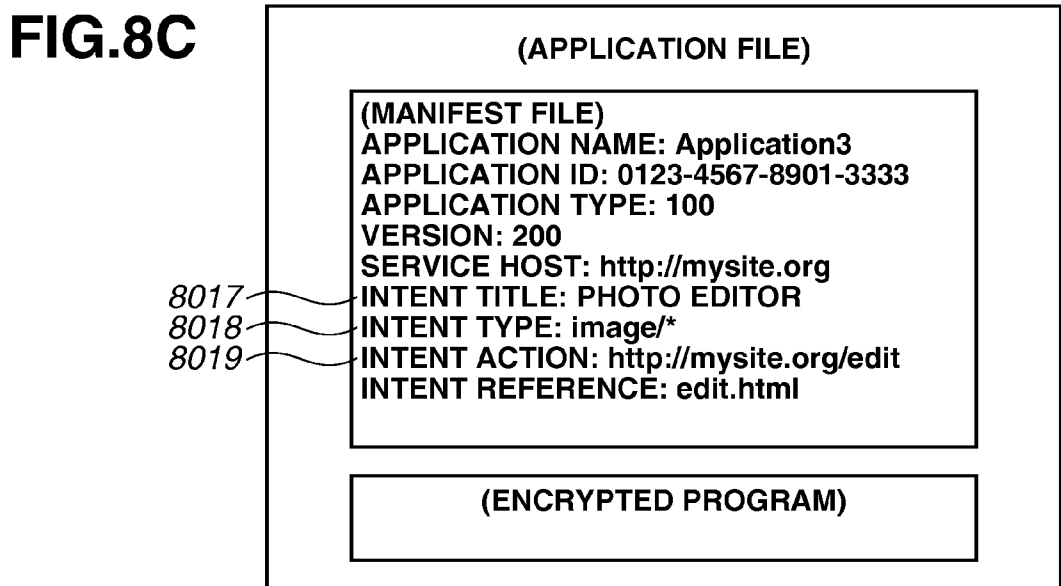 FIG.8C
(APPLICATION FILE)
(MANIFEST FILE)
APPLICATION NAME: Application3
APPLICATION ID: 0123-4567-8901-3333
APPLICATION TYPE: 100
VERSION: 200
SERVICE HOST: http://mysite.org
8017 INTENT TITLE: PHOTO EDITOR
8018 INTENT TYPE: image/*
8019 INTENT ACTION: http://mysite.org/edit
INTENT REFERENCE: edit.html
(ENCRYPTED PROGRAM)